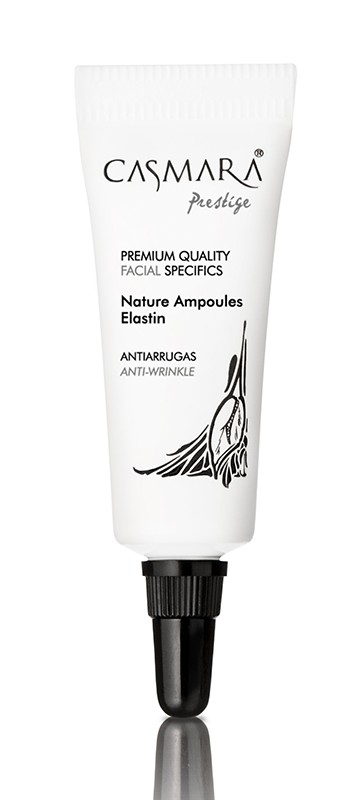 CASMARA®
Prestige
PREMIUM QUALITY
FACIAL SPECIFICS
Nature Ampoules
Elastin
ANTIARRUGAS
ANTI-WRINKLE